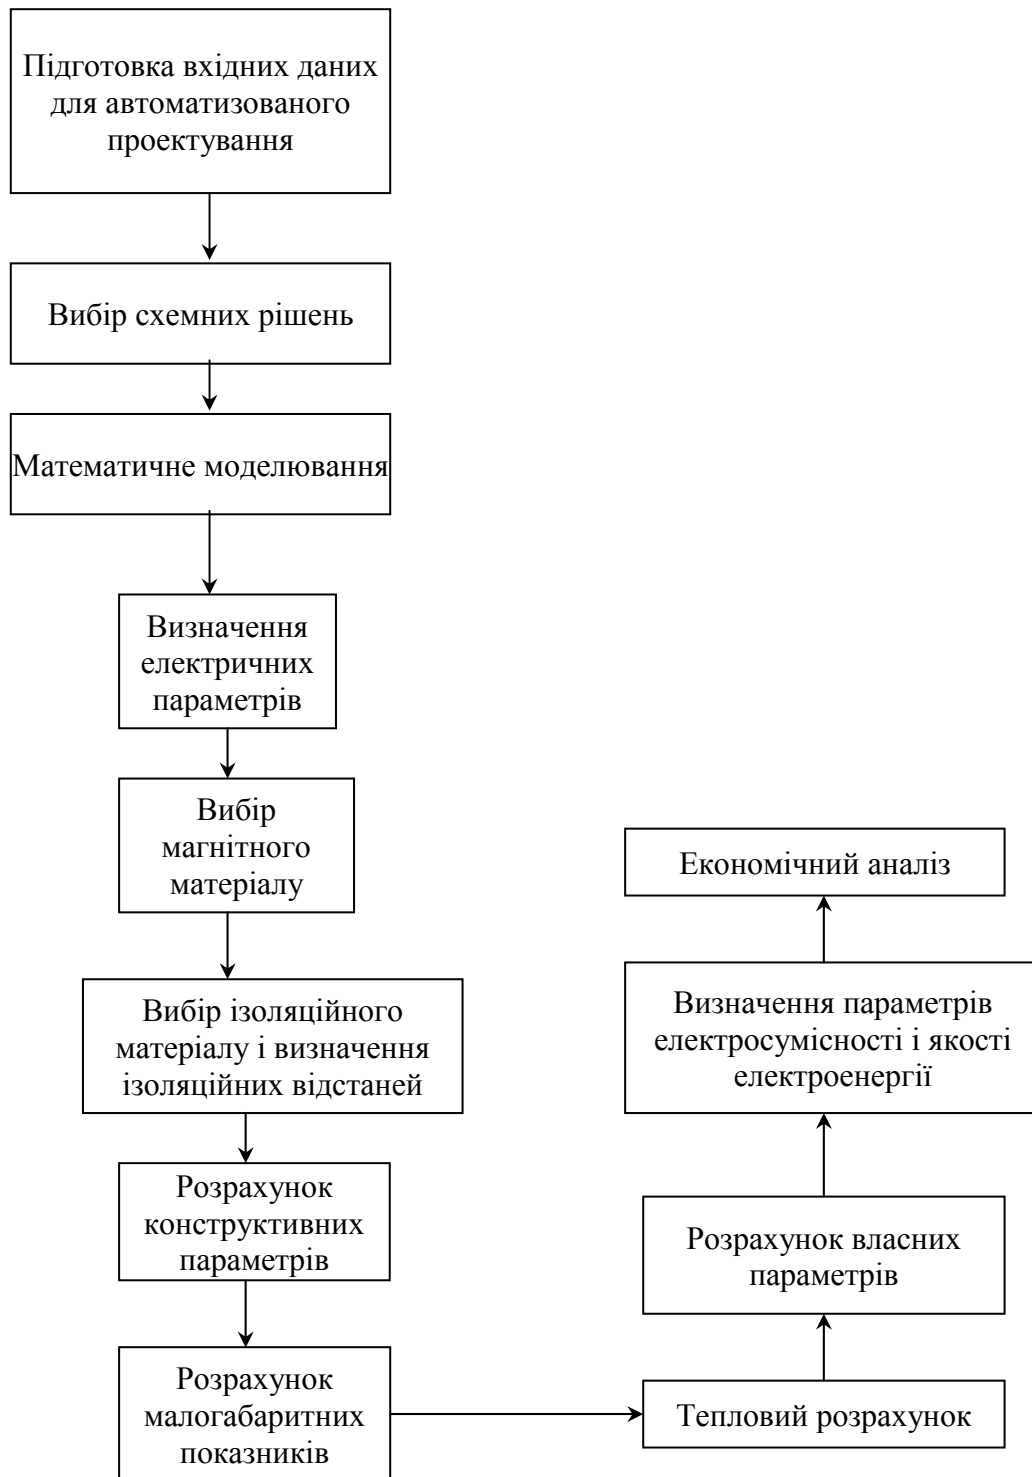 Підготовка вхідних даних
для автоматизованого
проектування
Вибір схемних рішень
Математичне моделювання
Визначення
електричних
параметрів
Вибір
магнітного
матеріалу
Вибір ізоляційного
матеріалу і визначення
ізоляційних відстаней
Розрахунок
конструктивних
параметрів
Розрахунок
малогабаритних
показників
Тепловий розрахунок
Розрахунок власних
параметрів
Визначення параметрів
електросумісності і якості
електроенергії
Економічний аналіз